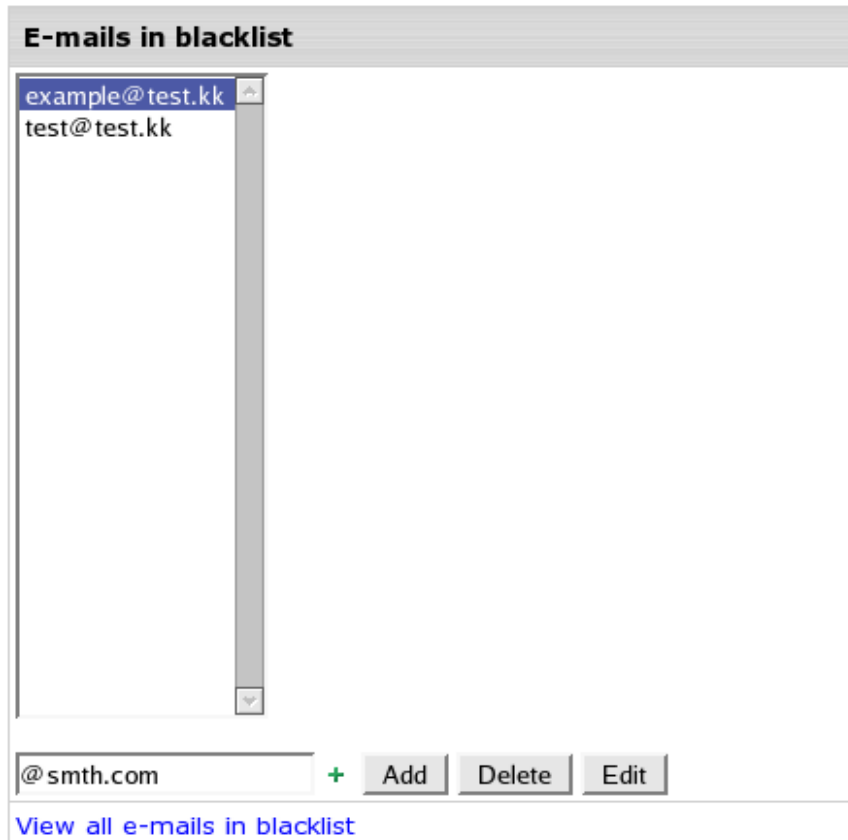 E-mails in blacklist
example@test.kk
test@test.kk
@smth.com + Add Delete Edit
View all e-mails in blacklist